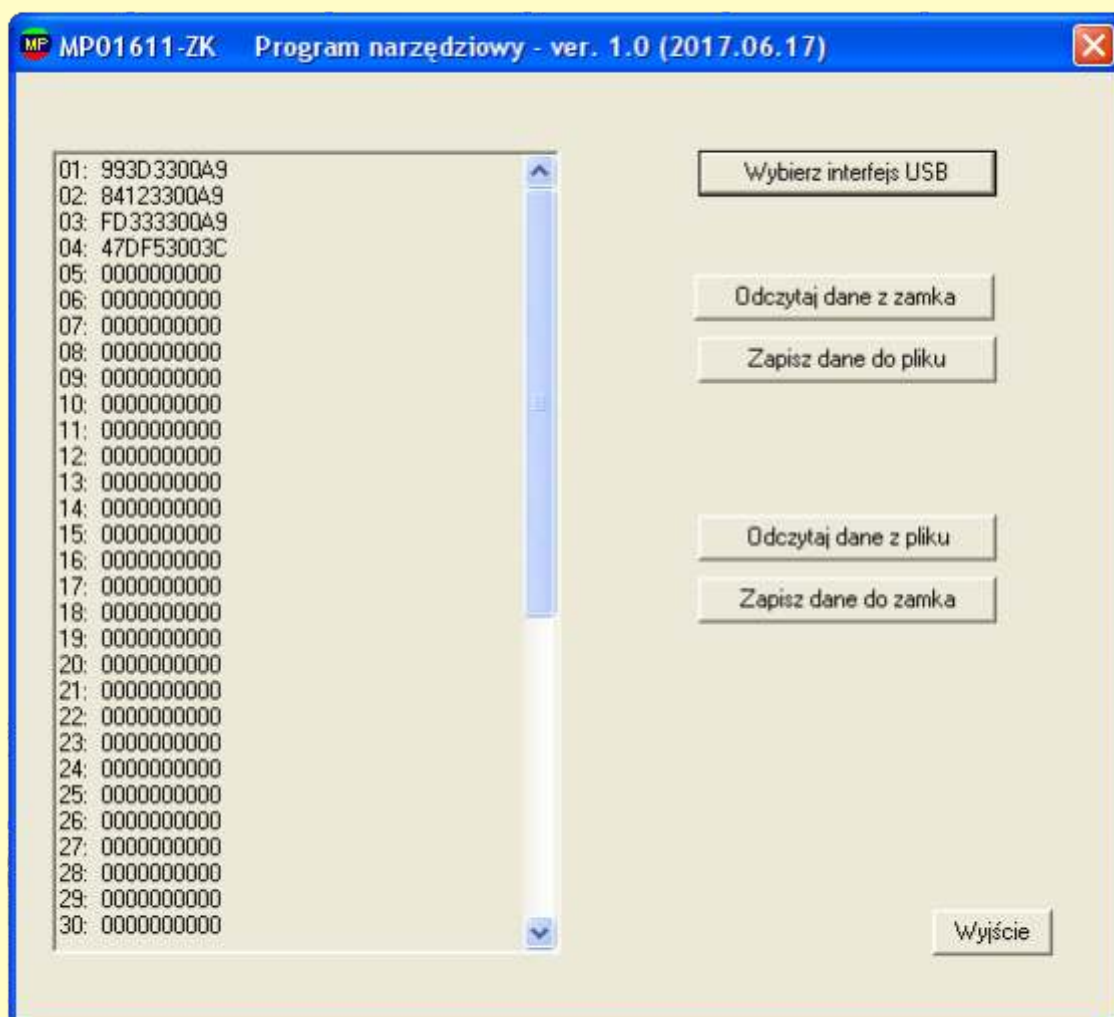 MP MP01611-ZK Program narzędziowy - ver. 1.0 (2017.06.17)
01: 993D3300A9
02: 84123300A9
03: FD333300A9
04: 47DF53003C
05: 0000000000
06: 0000000000
07: 0000000000
08: 0000000000
09: 0000000000
10: 0000000000
11: 0000000000
12: 0000000000
13: 0000000000
14: 0000000000
15: 0000000000
16: 0000000000
17: 0000000000
18: 0000000000
19: 0000000000
20: 0000000000
21: 0000000000
22: 0000000000
23: 0000000000
24: 0000000000
25: 0000000000
26: 0000000000
27: 0000000000
28: 0000000000
29: 0000000000
30: 0000000000
Wybierz interfejs USB
Odczytaj dane z zamka
Zapisz dane do pliku
Odczytaj dane z pliku
Zapisz dane do zamka
Wyjście